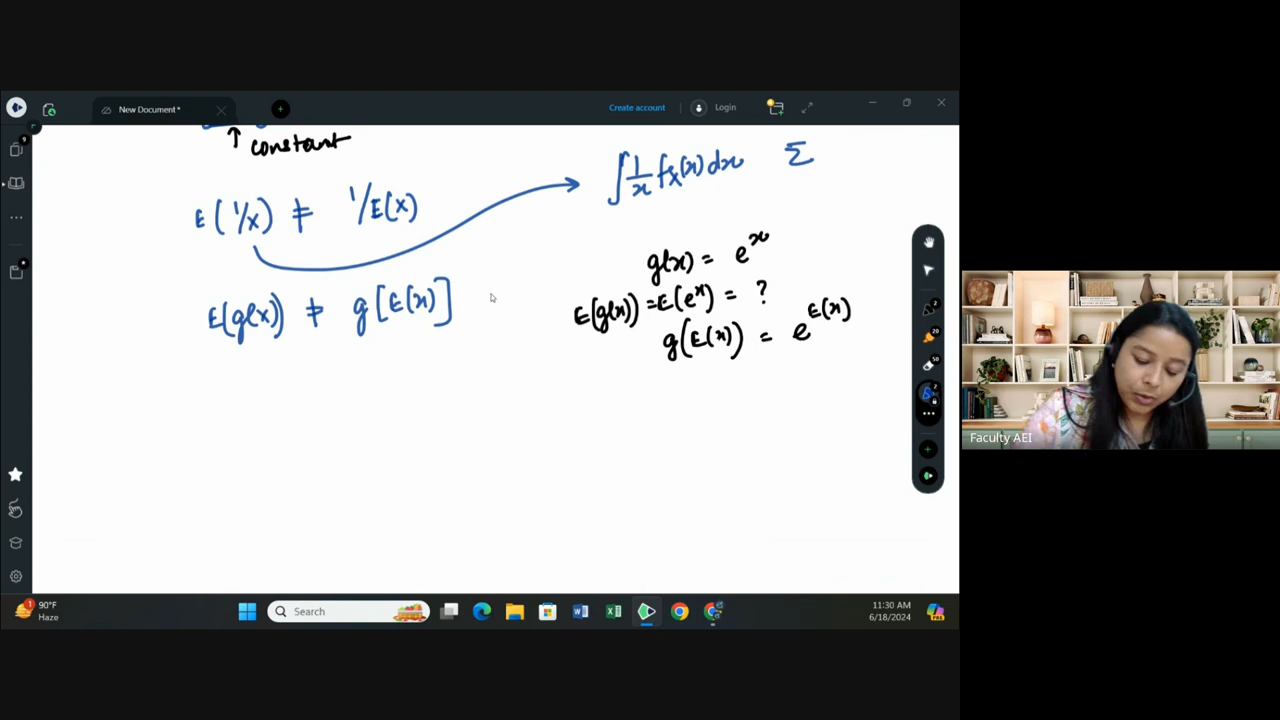 New Document*
Create account
Login
constant
E(1/X) ≠ 1/E(X)
∫ 1/x fx(x) dx Σ
E(g(X)) ≠ g[E(x)]
g(x) = e^x
E(g(x)) = E(e^x) = ?
g(E(x)) = e^E(x)
Faculty AEI
90°F
Haze
Search
11:30 AM
6/18/2024